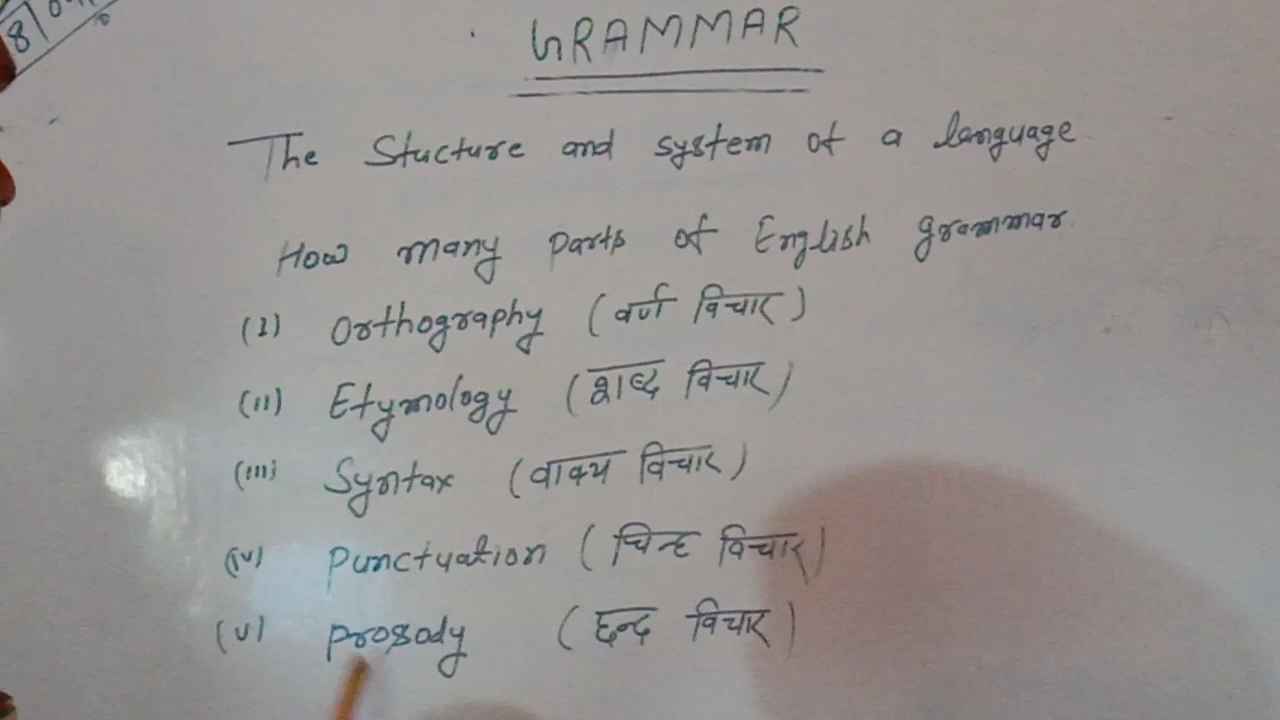 GRAMMAR
The Stucture and system of a language
How many parts of English grammar
(I) Orthography (वर्ण विचार)
(II) Etymology (शब्द विचार)
(III) Syntax (वाक्य विचार)
(IV) Punctuation (चिन्ह विचार)
(V) Prosody (छन्द विचार)